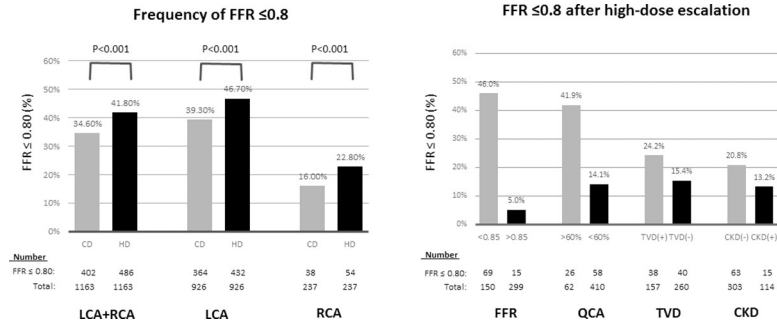 Frequency of FFR ≤0.8
P<0.001 P<0.001 P<0.001
FFR ≤ 0.80 (%)
60%
50%
40%
30%
20%
10%
0%
34.60% 41.80% 39.30% 46.70% 16.00% 22.80%
CD HD CD HD CD HD
Number
FFR ≤ 0.80: 402 486 364 432 38 54
Total: 1163 1163 926 926 237 237
LCA+RCA LCA RCA
FFR ≤0.8 after high-dose escalation
FFR ≤ 0.80 (%)
60%
50%
40%
30%
20%
10%
0%
46.0% 5.0% 41.9% 14.1% 24.2% 15.4% 20.8% 13.2%
<0.85 >0.85 >60% <60% TVD(+) TVD(-) CKD(-) CKD(+)
Number
FFR ≤ 0.80: 69 15 26 58 38 40 63 15
Total: 150 299 62 410 157 260 303 114
FFR QCA TVD CKD